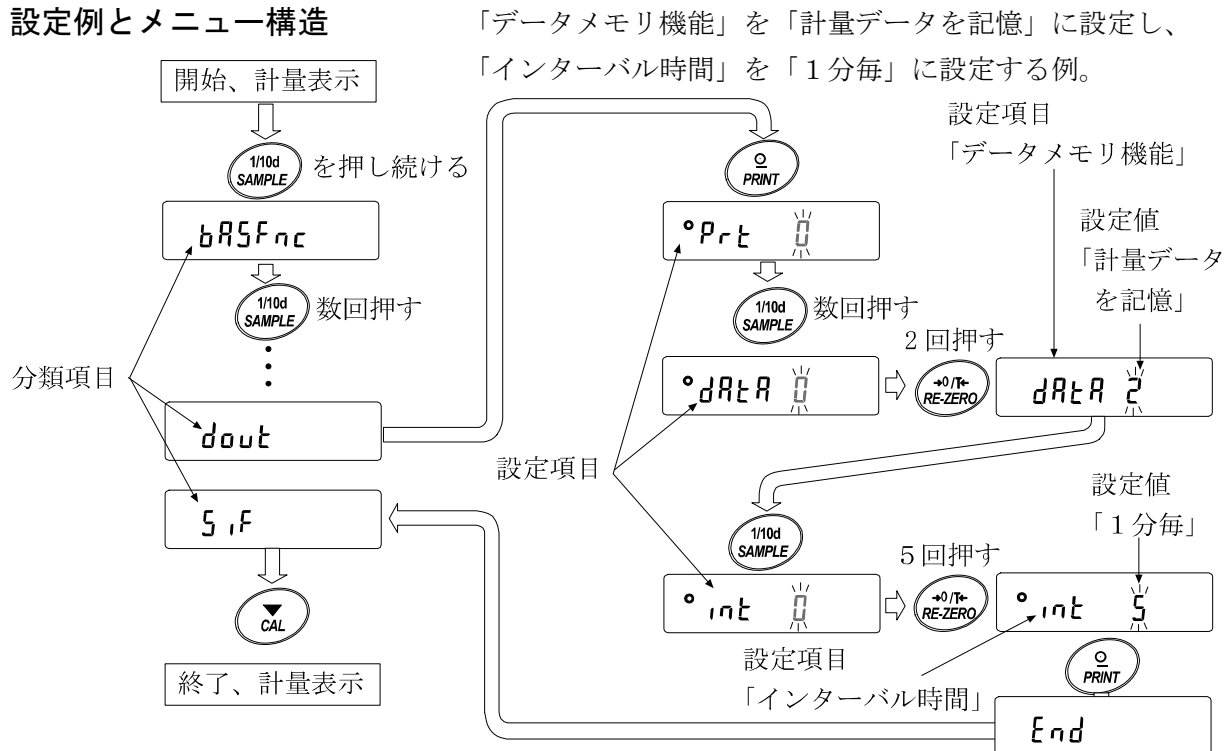 設定例とメニュー構造
「データメモリ機能」を「計量データを記憶」に設定し、
「インターバル時間」を「１分毎」に設定する例。
開始、計量表示
1/10d
SAMPLE
を押し続ける
bASFnc
1/10d
SAMPLE
数回押す
分類項目
dout
S iF
CAL
終了、計量表示
PRINT
Prt 0
1/10d
SAMPLE
数回押す
dAtA 0
２回押す
→0/T←
RE-ZERO
設定項目
「データメモリ機能」
設定値
「計量データ
を記憶」
dAtA 2
設定項目
1/10d
SAMPLE
int 0
５回押す
→0/T←
RE-ZERO
設定値
「１分毎」
int 5
設定項目
「インターバル時間」
PRINT
End